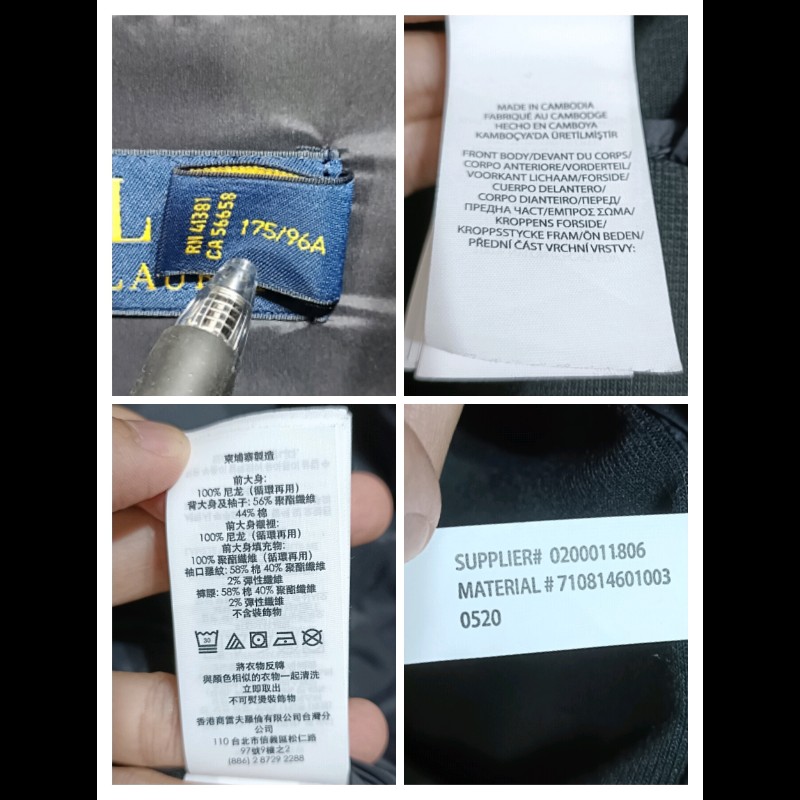 L
LAUR
RN 41381
CA 56658
175/96A
MADE IN CAMBODIA
FABRIQUÉ AU CAMBODGE
HECHO EN CAMBOYA
KAMBOÇYA'DA ÜRETİLMİŞTİR
FRONT BODY/DEVANT DU CORPS/
CORPO ANTERIORE/VORDERTEIL/
VOORKANT LICHAAM/FORSIDE/
CUERPO DELANTERO/
CORPO DIANTEIRO/ПЕРЕД/
ПРЕДНА ЧАСТ/ΕΜΠΡΟΣ ΣΩΜΑ/
KROPPENS FORSIDE/
KROPPSSTYCKE FRAM/ÖN BEDEN/
PŘEDNÍ ČÁST VRCHNÍ VRSTVY:
柬埔寨製造
前大身:
100% 尼龙（循環再用）
背大身及袖子: 56% 聚酯纖維
44% 棉
前大身襯裡:
100% 尼龙（循環再用）
前大身填充物:
100% 聚酯纖維（循環再用）
袖口羅紋: 58% 棉 40% 聚酯纖維
2% 彈性纖維
褲腰: 58% 棉 40% 聚酯纖維
2% 彈性纖維
不含裝飾物
30
將衣物反轉
與顏色相似的衣物一起清洗
立即取出
不可熨燙裝飾物
香港商雷夫羅倫有限公司台灣分
公司
110 台北市信義區松仁路
97號9樓之2
(886) 2 8729 2288
SUPPLIER# 0200011806
MATERIAL # 710814601003
0520